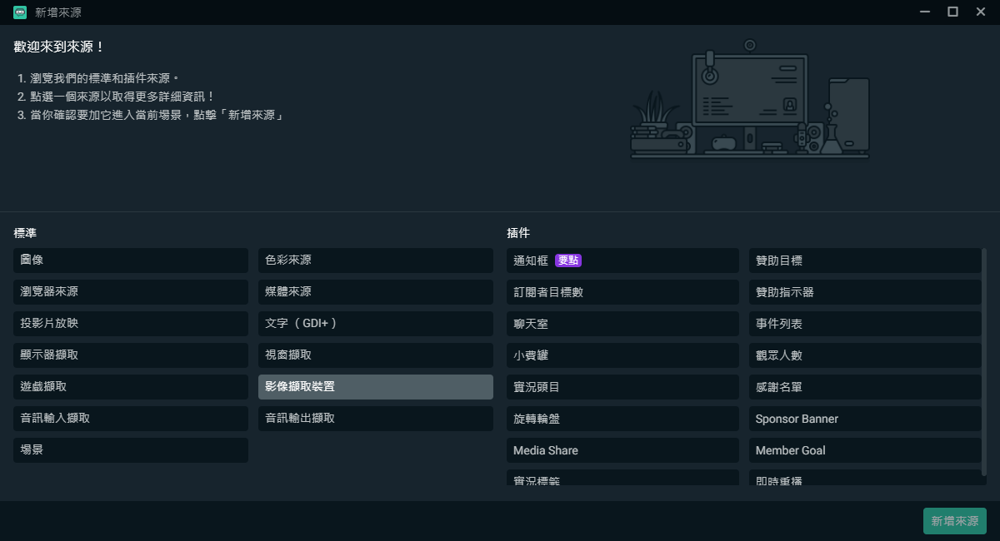 新增來源
歡迎來到來源！
1. 瀏覽我們的標準和插件來源。
2. 點選一個來源以取得更多詳細資訊！
3. 當你確認要加它進入當前場景，點擊「新增來源」
標準
圖像
色彩來源
瀏覽器來源
媒體來源
投影片放映
文字 （ GDI+ ）
顯示器擷取
視窗擷取
遊戲擷取
影像擷取裝置
音訊輸入擷取
音訊輸出擷取
場景
插件
通知框 要點
贊助目標
訂閱者目標數
贊助指示器
聊天室
事件列表
小費罐
觀眾人數
實況頭目
感謝名單
旋轉輪盤
Sponsor Banner
Media Share
Member Goal
實況標籤
即時重播
新增來源